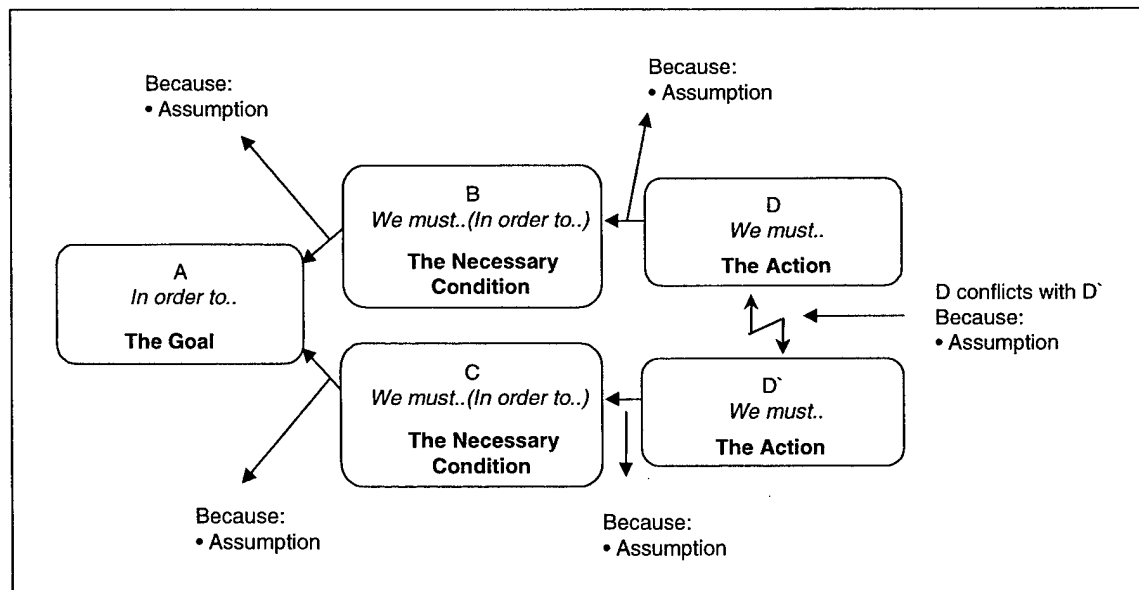 Because:
• Assumption
Because:
• Assumption
B
We must..(In order to..)
The Necessary
Condition
D
We must..
The Action
A
In order to..
The Goal
D conflicts with D`
Because:
• Assumption
C
We must..(In order to..)
The Necessary
Condition
D`
We must..
The Action
Because:
• Assumption
Because:
• Assumption